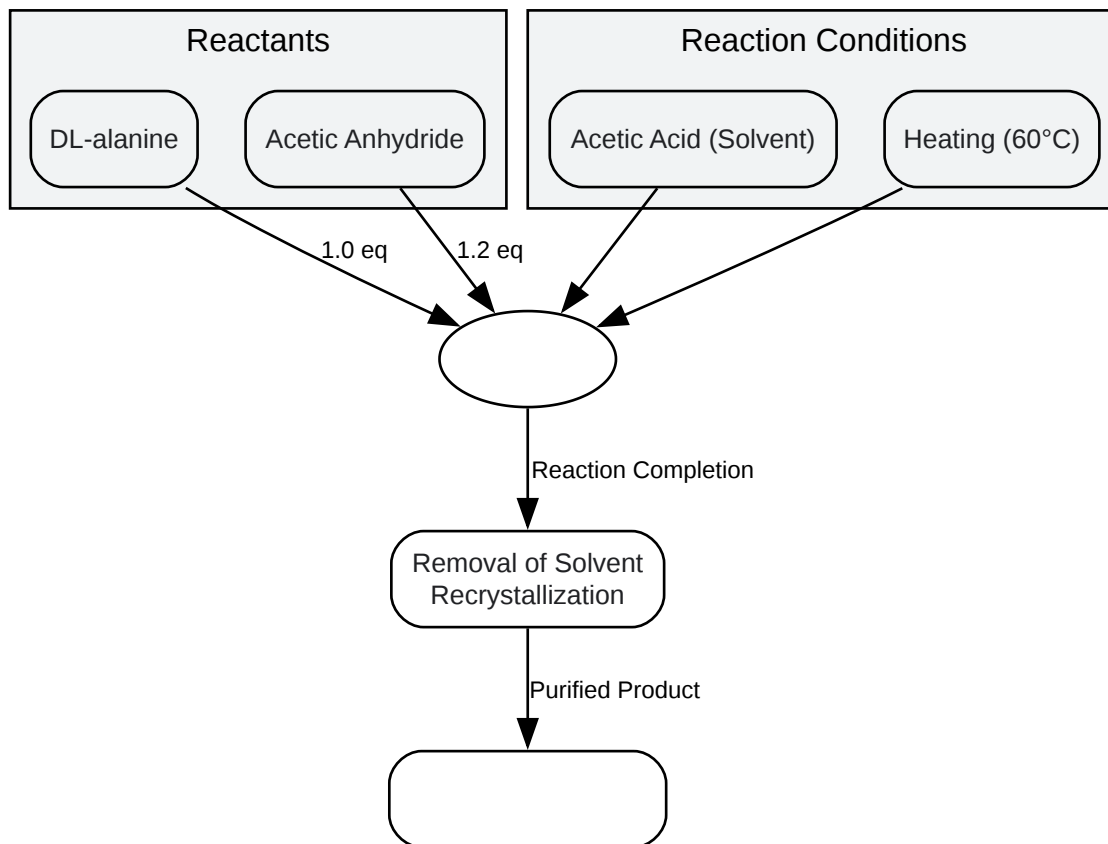 Reactants
Reaction Conditions
DL-alanine
Acetic Anhydride
Acetic Acid (Solvent)
Heating (60°C)
1.0 eq
1.2 eq
Reaction Completion
Removal of Solvent
Recrystallization
Purified Product